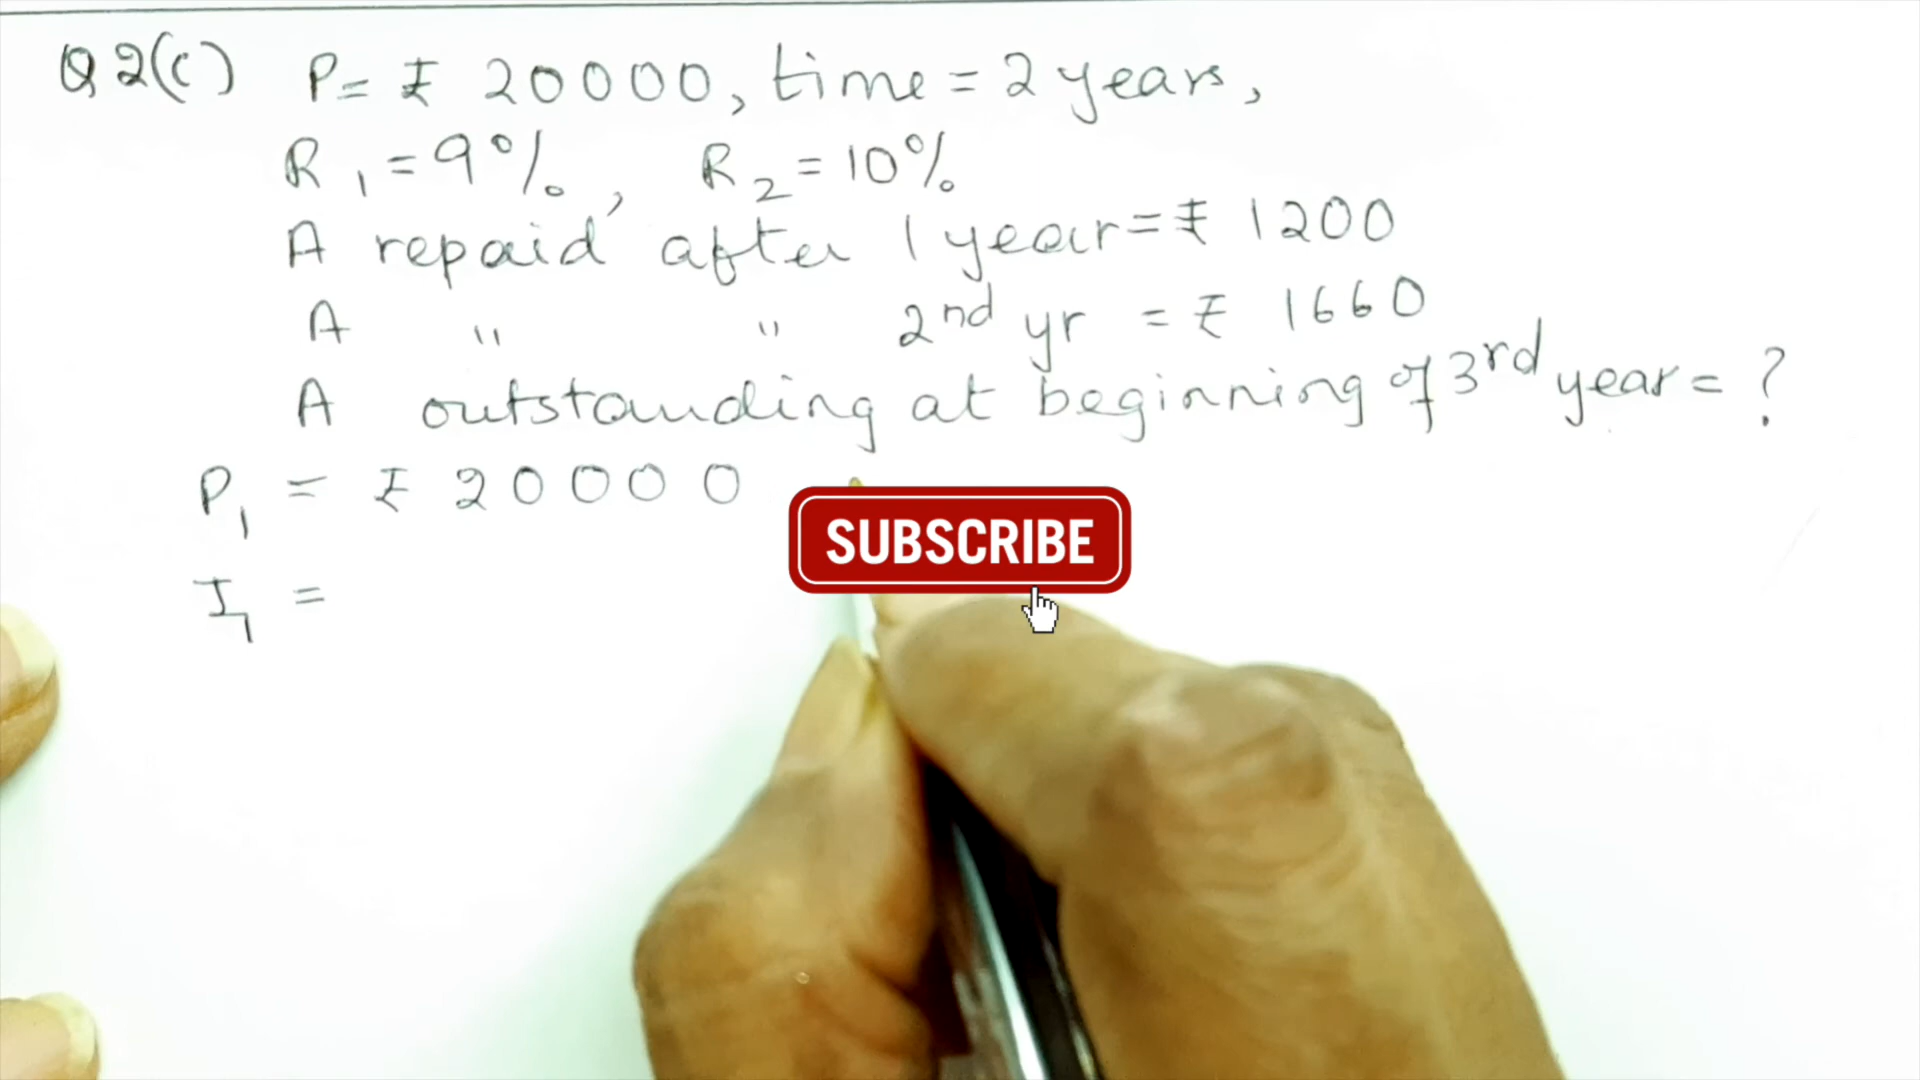 Q2(c) P = ₹ 20000, time = 2 years,
R₁ = 9%, R₂ = 10%
A repaid after 1 year = ₹ 1200
A " " 2nd yr = ₹ 1660
A outstanding at beginning of 3rd year = ?
P₁ = ₹ 20000
SUBSCRIBE
I₁ =